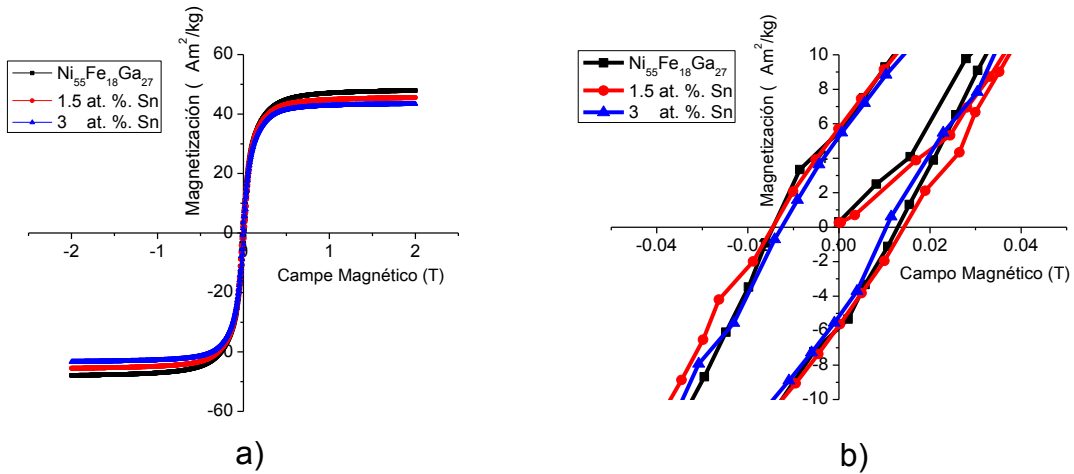 60
40
20
0
-20
-40
-60
-2
-1
0
1
2
Magnetización ( Am²/kg)
Campe Magnético (T)
Ni₅₅Fe₁₈Ga₂₇
1.5 at. %. Sn
3 at. %. Sn
a)
10
8
6
4
2
0
-2
-4
-6
-8
-10
-0.04
-0.02
0.00
0.02
0.04
Magnetización ( Am²/kg)
Campo Magnético (T)
Ni₅₅Fe₁₈Ga₂₇
1.5 at. %. Sn
3 at. %. Sn
b)